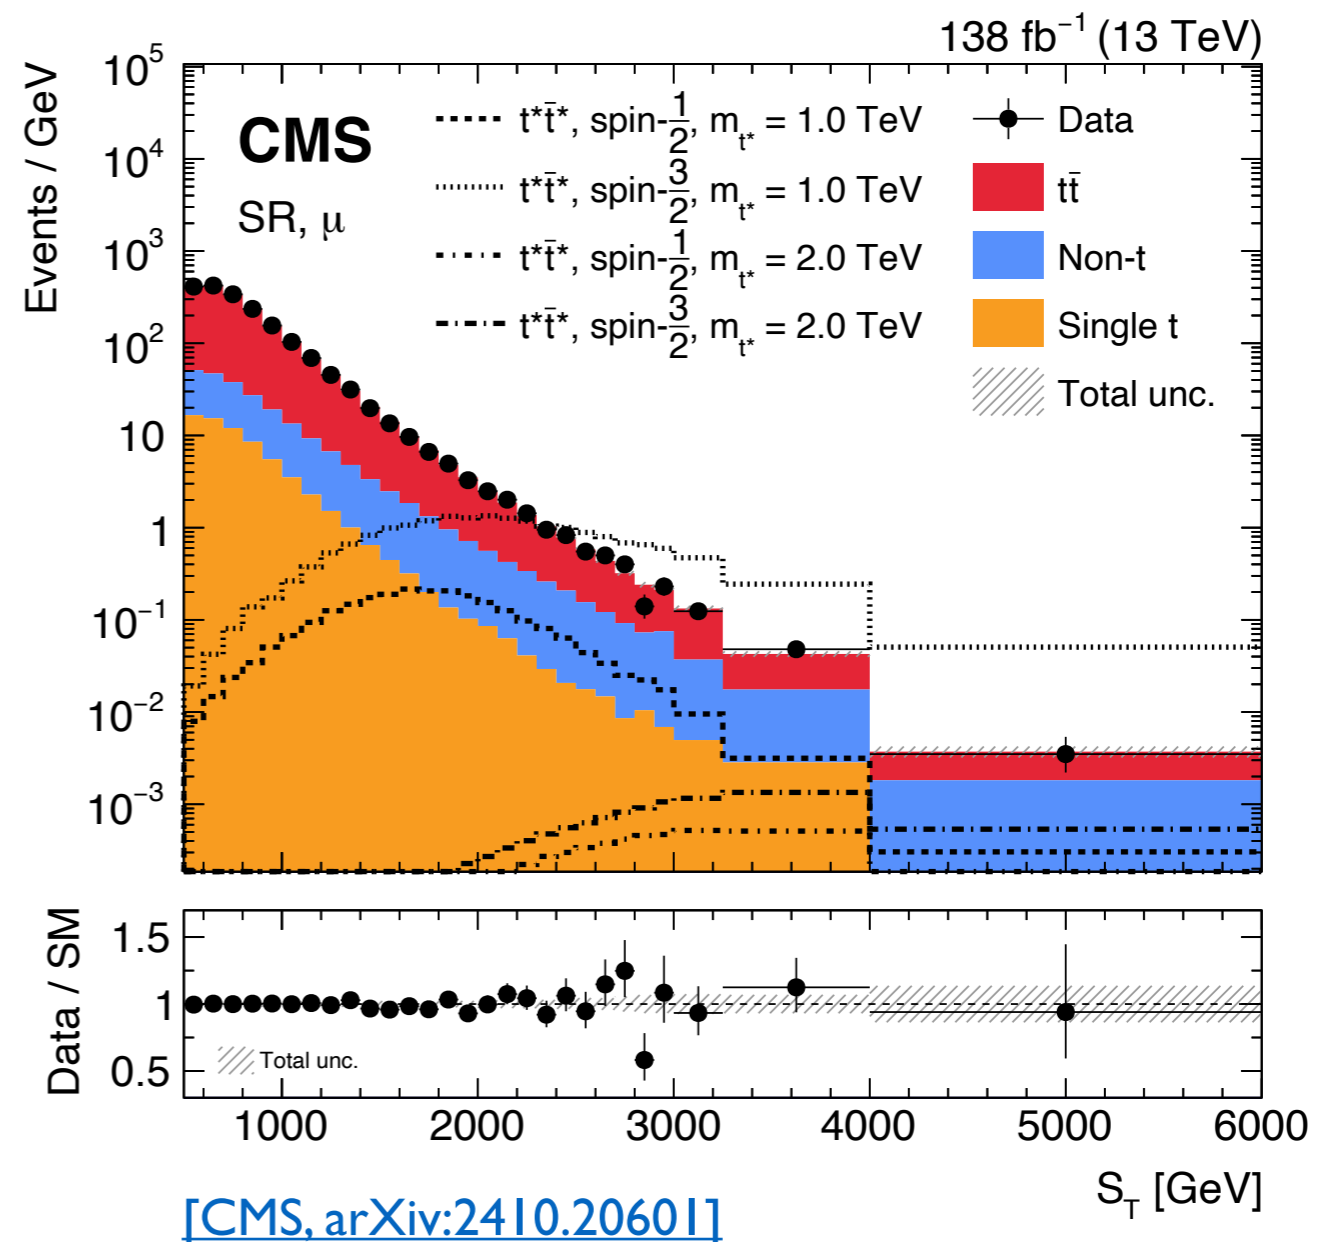 138 fb⁻¹ (13 TeV)
Events / GeV
10⁵
10⁴
10³
10²
10
1
10⁻¹
10⁻²
10⁻³
CMS
SR, μ
t*t̄*, spin-1/2, m_t* = 1.0 TeV
t*t̄*, spin-3/2, m_t* = 1.0 TeV
t*t̄*, spin-1/2, m_t* = 2.0 TeV
t*t̄*, spin-3/2, m_t* = 2.0 TeV
Data
tt̄
Non-t
Single t
Total unc.
Data / SM
1.5
1
0.5
Total unc.
1000 2000 3000 4000 5000 6000
S_T [GeV]
[CMS, arXiv:2410.20601]